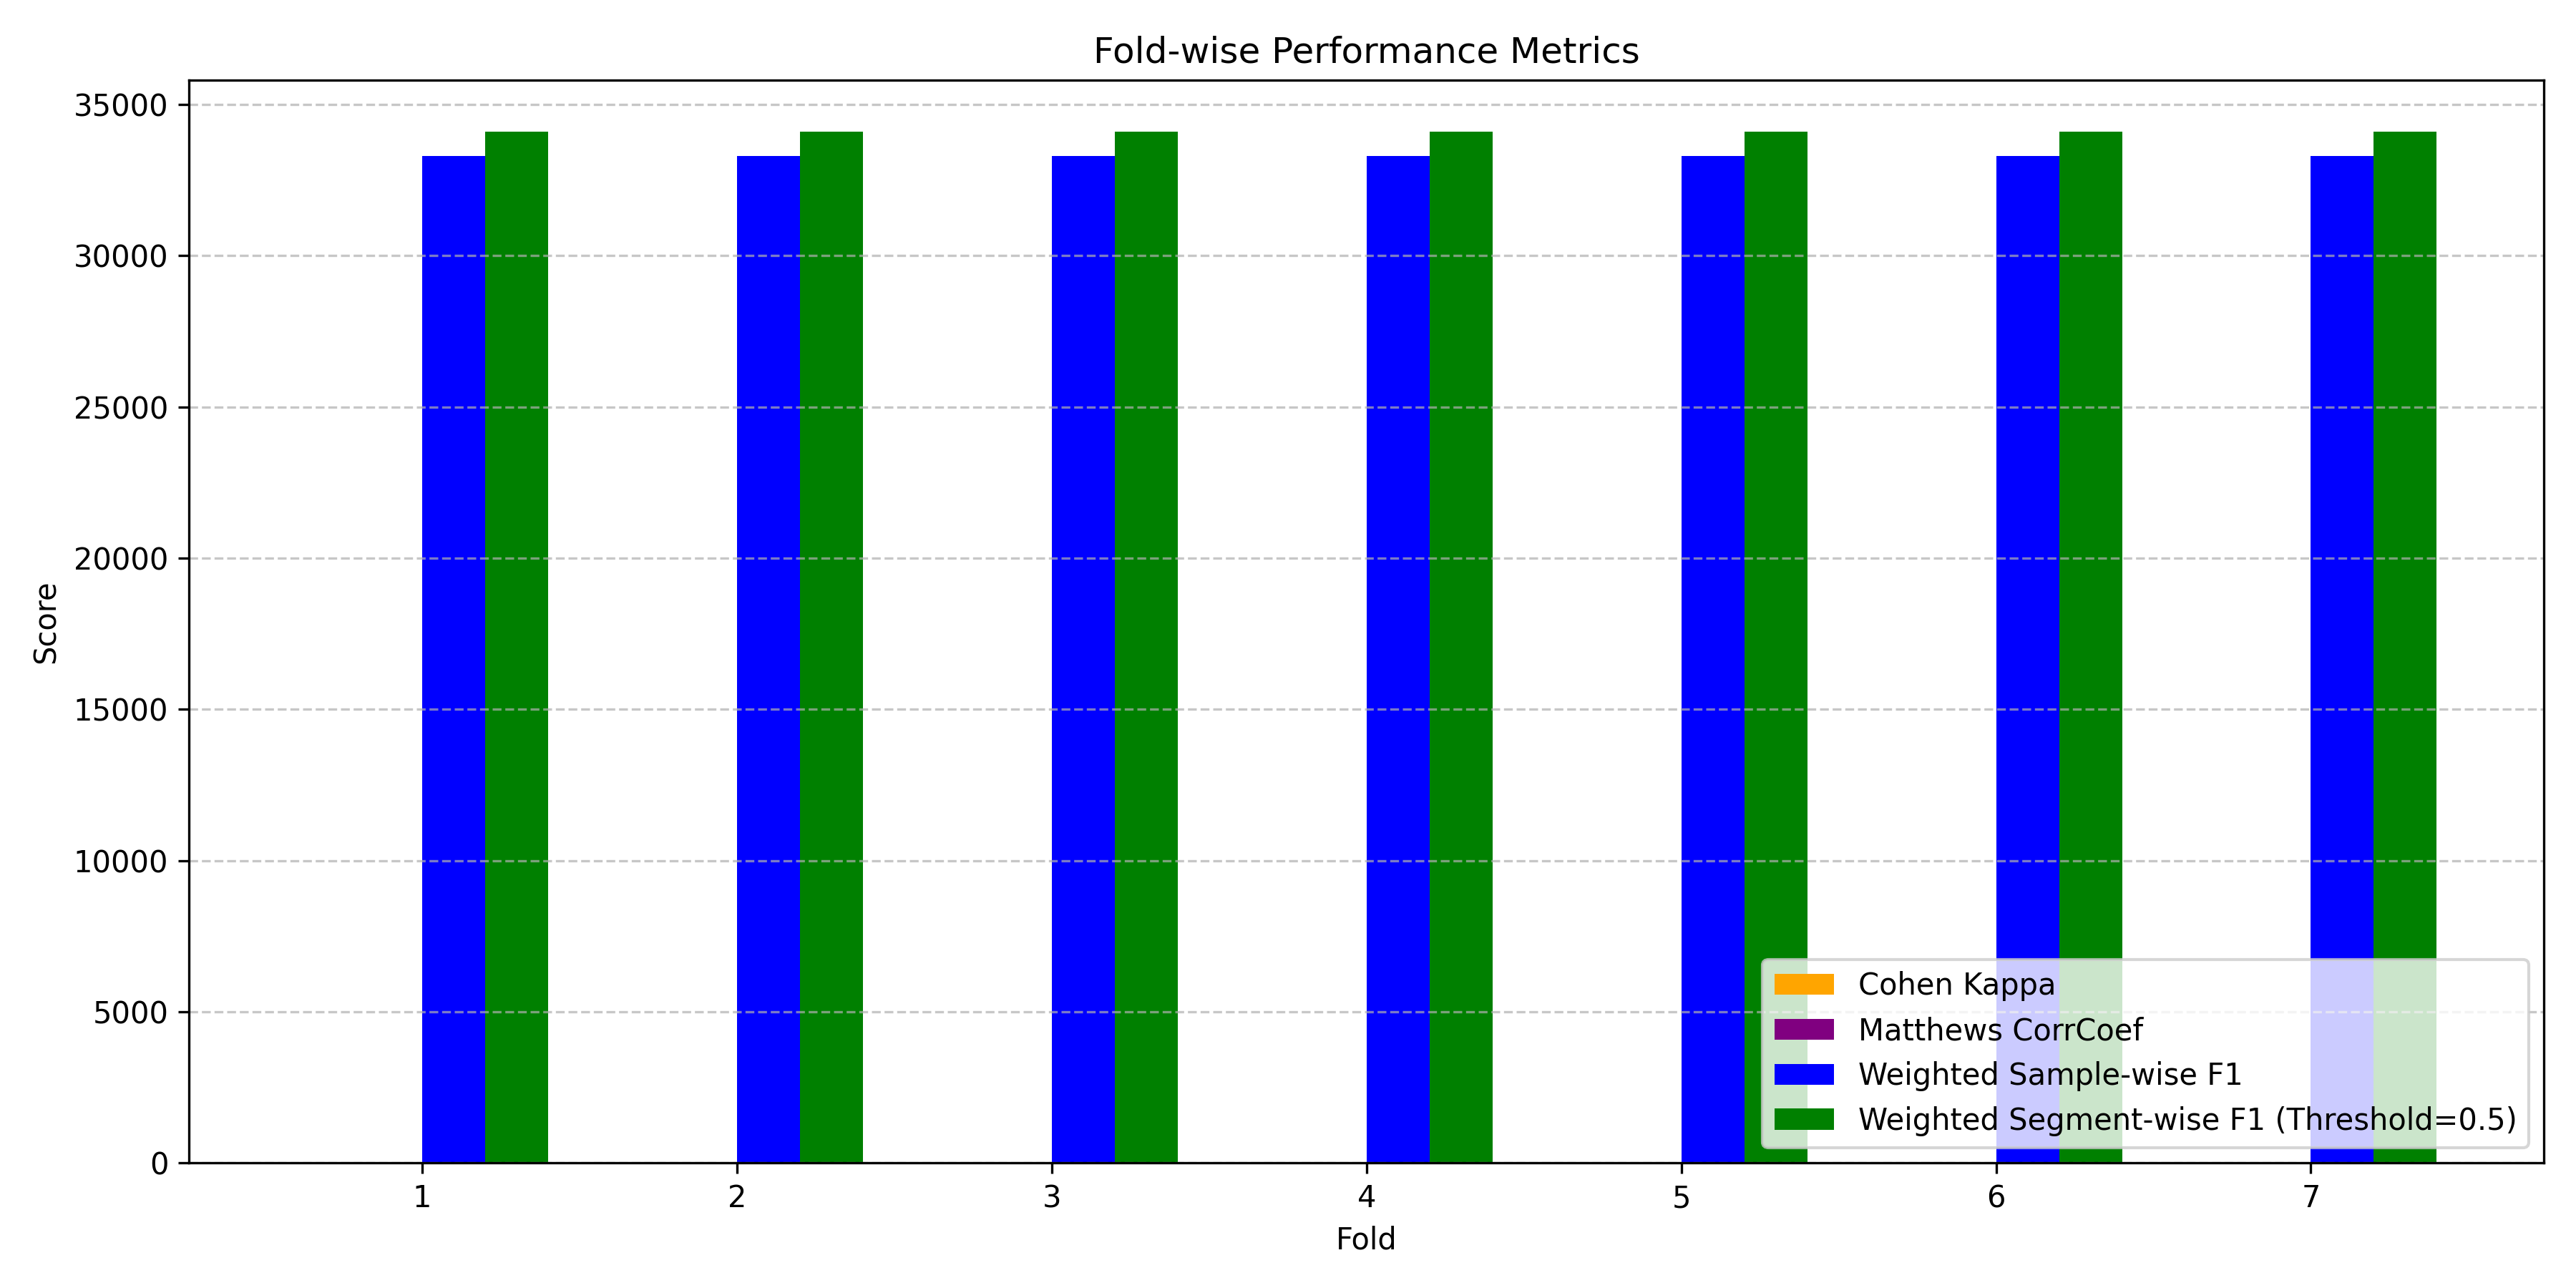 Fold-wise Performance Metrics
35000
30000
25000
20000
15000
10000
5000
0
Score
Cohen Kappa
Matthews CorrCoef
Weighted Sample-wise F1
Weighted Segment-wise F1 (Threshold=0.5)
1 2 3 4 5 6 7
Fold